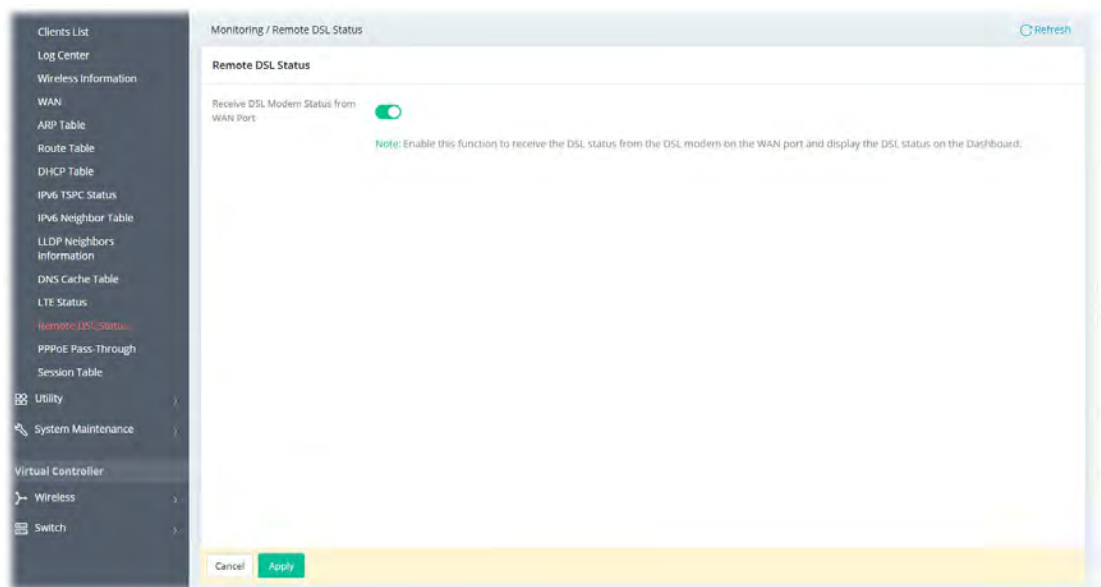 Clients List
Log Center
Wireless Information
WAN
ARP Table
Route Table
DHCP Table
IPv6 TSPC Status
IPv6 Neighbor Table
LLDP Neighbors
Information
DNS Cache Table
LTE Status
Remote DSL Status
PPPoE Pass-Through
Session Table
Utility
System Maintenance
Virtual Controller
Wireless
Switch
Monitoring / Remote DSL Status
Refresh
Remote DSL Status
Receive DSL Modem Status from
WAN Port
Note: Enable this function to receive the DSL status from the DSL modem on the WAN port and display the DSL status on the Dashboard.
Cancel
Apply